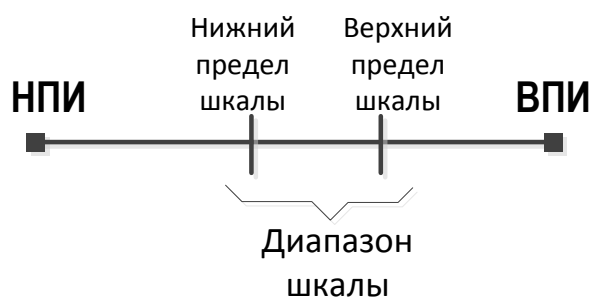 Нижний
предел
шкалы
Верхний
предел
шкалы
НПИ
ВПИ
Диапазон
шкалы